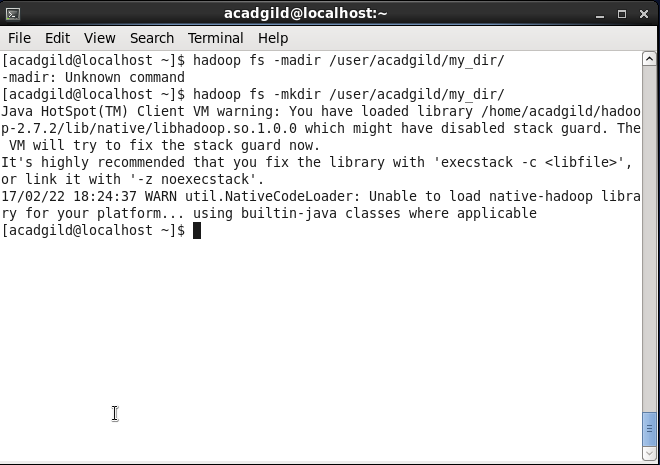 acadgild@localhost:~
File Edit View Search Terminal Help
[acadgild@localhost ~]$ hadoop fs -madir /user/acadgild/my_dir/
-madir: Unknown command
[acadgild@localhost ~]$ hadoop fs -mkdir /user/acadgild/my_dir/
Java HotSpot(TM) Client VM warning: You have loaded library /home/acadgild/hadoo
p-2.7.2/lib/native/libhadoop.so.1.0.0 which might have disabled stack guard. The
 VM will try to fix the stack guard now.
It's highly recommended that you fix the library with 'execstack -c <libfile>',
or link it with '-z noexecstack'.
17/02/22 18:24:37 WARN util.NativeCodeLoader: Unable to load native-hadoop libra
ry for your platform... using builtin-java classes where applicable
[acadgild@localhost ~]$